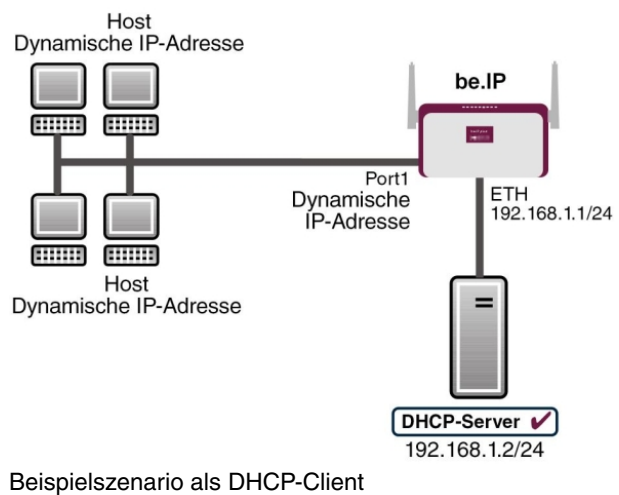 Host
Dynamische IP-Adresse
be.IP
Port1
Dynamische
IP-Adresse
ETH
192.168.1.1/24
Host
Dynamische IP-Adresse
DHCP-Server
192.168.1.2/24
Beispielszenario als DHCP-Client